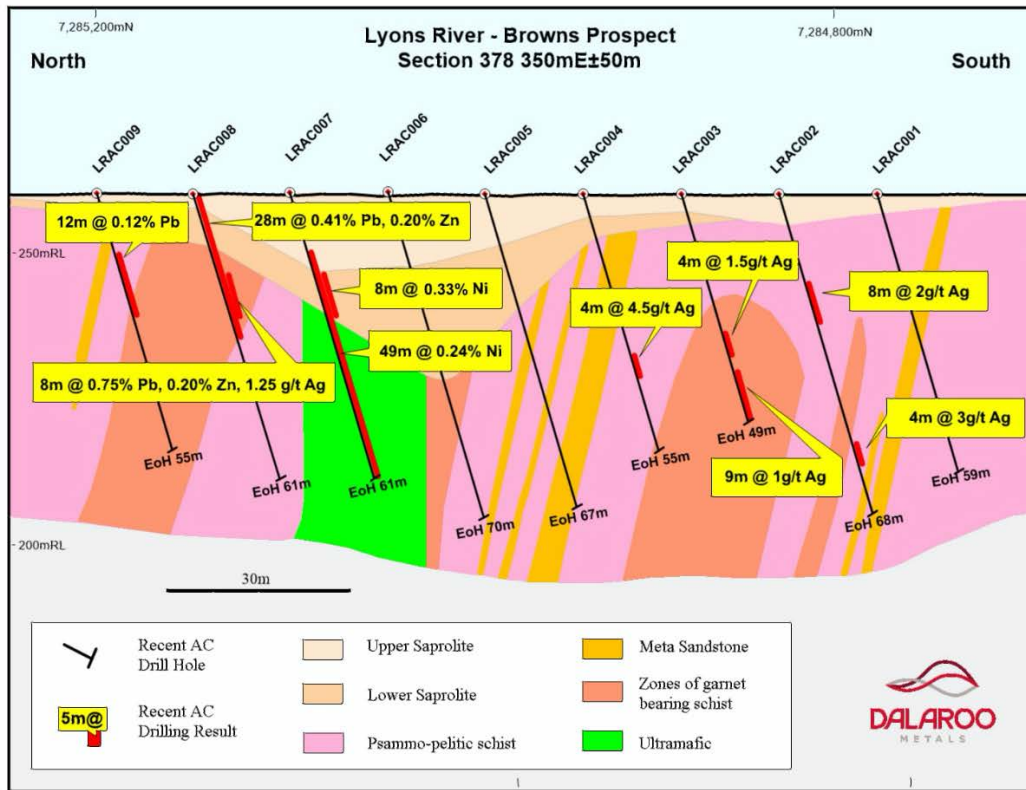 7,285,200mN
7,284,800mN
Lyons River - Browns Prospect
Section 378 350mE±50m
North
South
LRAC009
LRAC008
LRAC007
LRAC006
LRAC005
LRAC004
LRAC003
LRAC002
LRAC001
12m @ 0.12% Pb
28m @ 0.41% Pb, 0.20% Zn
250mRL
4m @ 1.5g/t Ag
8m @ 0.33% Ni
8m @ 2g/t Ag
4m @ 4.5g/t Ag
49m @ 0.24% Ni
8m @ 0.75% Pb, 0.20% Zn, 1.25 g/t Ag
4m @ 3g/t Ag
9m @ 1g/t Ag
EoH 55m
EoH 61m
EoH 61m
EoH 70m
EoH 67m
EoH 55m
EoH 49m
EoH 68m
EoH 59m
200mRL
30m
Recent AC
Drill Hole
5m@
Recent AC
Drilling Result
Upper Saprolite
Lower Saprolite
Psammo-pelitic schist
Meta Sandstone
Zones of garnet
bearing schist
Ultramafic
DALAROO
METALS